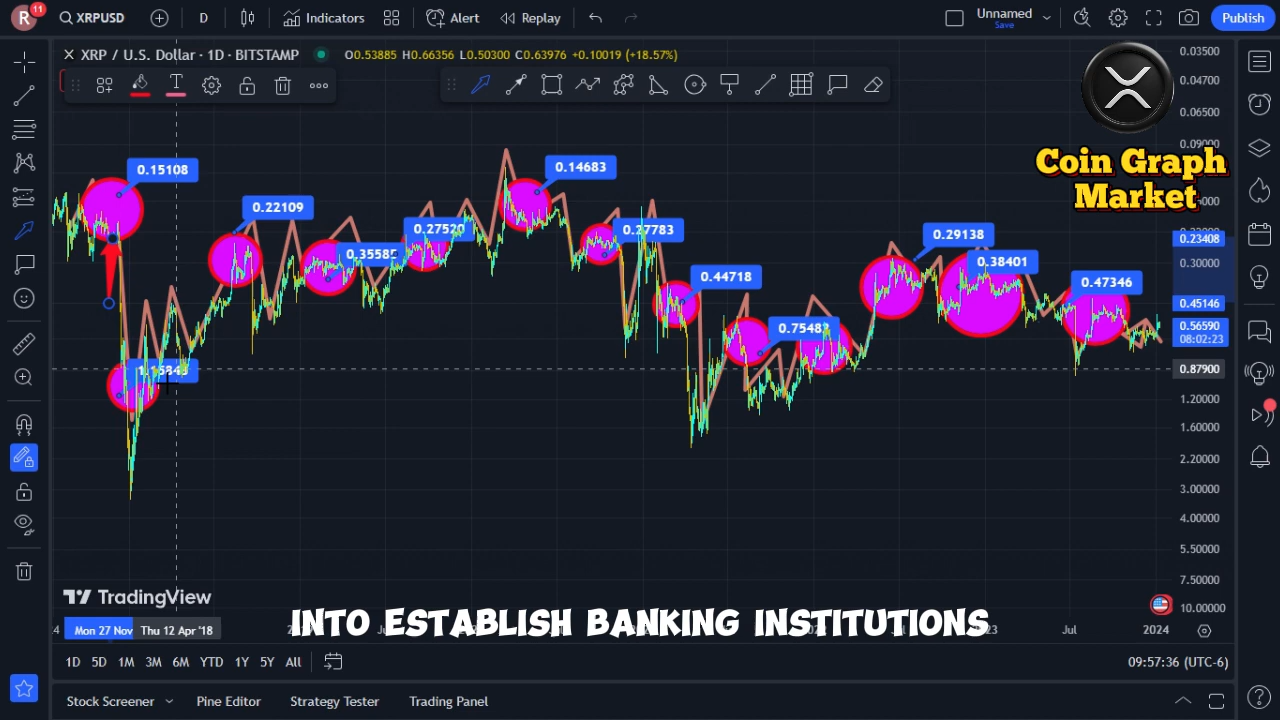 R
11
XRPUSD
D
Indicators
Alert
Replay
Unnamed
Save
Publish
XRP / U.S. Dollar · 1D · BITSTAMP
O0.53885 H0.66356 L0.50300 C0.63976 +0.10019 (+18.57%)
T
Coin Graph
Market
0.15108
0.22109
0.35585
0.27520
0.14683
0.27783
0.44718
0.75482
0.29138
0.38401
0.47346
0.03500
0.04700
0.06500
0.09000
0.23408
0.30000
0.45146
0.56590
08:02:23
0.87900
1.20000
1.60000
2.20000
3.00000
4.00000
5.50000
7.50000
10.00000
TradingView
INTO ESTABLISH BANKING INSTITUTIONS
Mon 27 Nov
Thu 12 Apr '18
Jul
2024
1D 5D 1M 3M 6M YTD 1Y 5Y All
09:57:36 (UTC-6)
Stock Screener
Pine Editor
Strategy Tester
Trading Panel